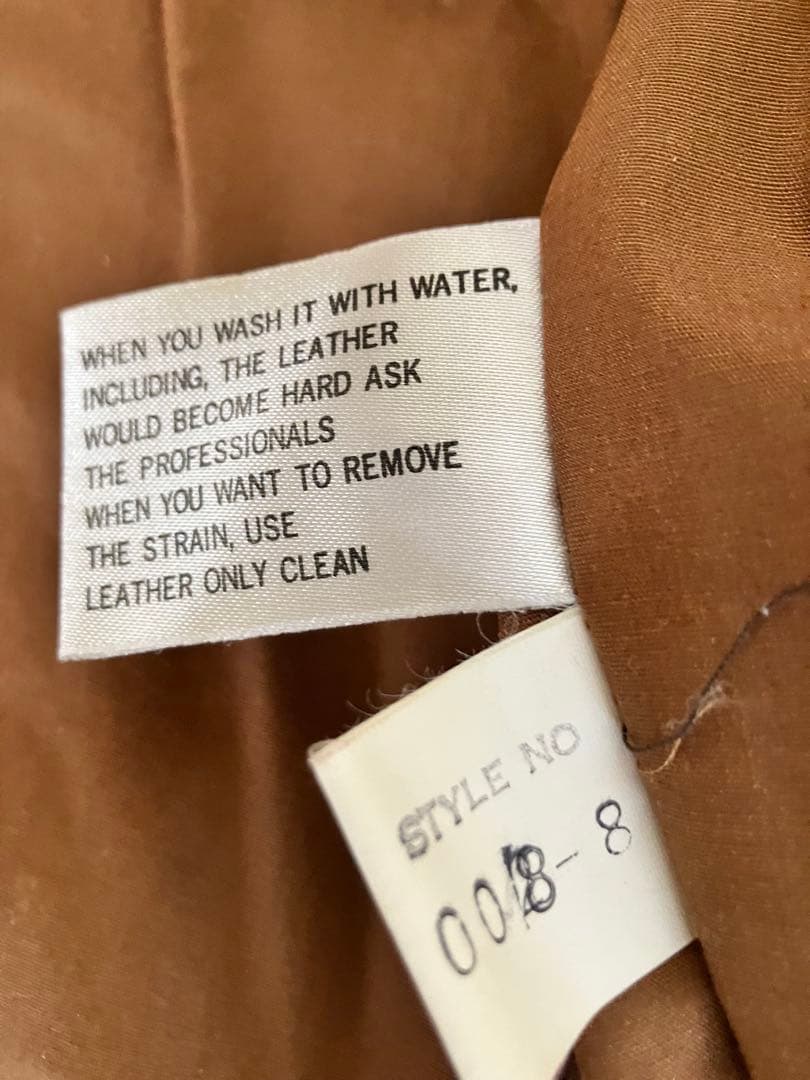 WHEN YOU WASH IT WITH WATER,
INCLUDING, THE LEATHER
WOULD BECOME HARD ASK
THE PROFESSIONALS
WHEN YOU WANT TO REMOVE
THE STRAIN, USE
LEATHER ONLY CLEAN
STYLE NO
008-8